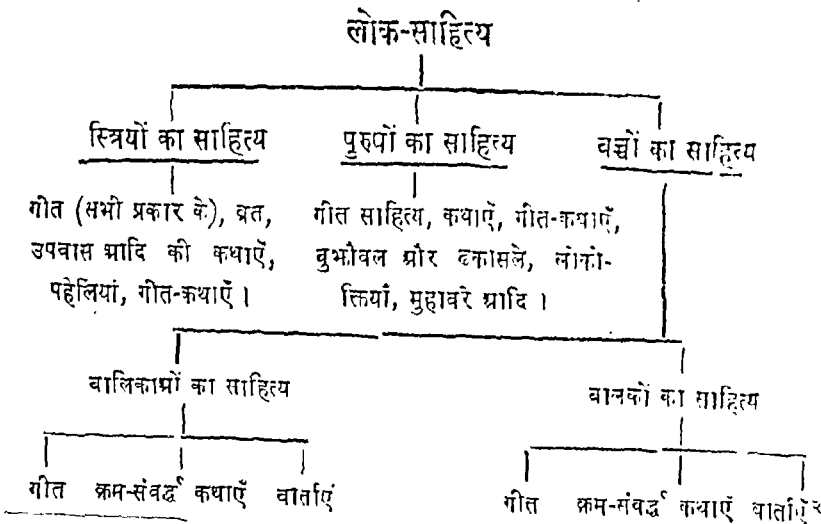 लोक-साहित्य
स्त्रियों का साहित्य
पुरुषों का साहित्य
बच्चों का साहित्य
गीत (सभी प्रकार के), व्रत,
उपवास आदि की कथाएँ,
पहेलियां, गीत-कथाएँ ।
गीत साहित्य, कथाएँ, गीत-कथाएँ,
बुझौवल और ढकोसले, लोको-
क्तियाँ, मुहावरे आदि ।
बालिकाओं का साहित्य
बालकों का साहित्य
गीत क्रम-संवर्द्ध कथाएँ वार्ताएं
गीत क्रम-संवर्द्ध कथाएं वार्ताएँ२